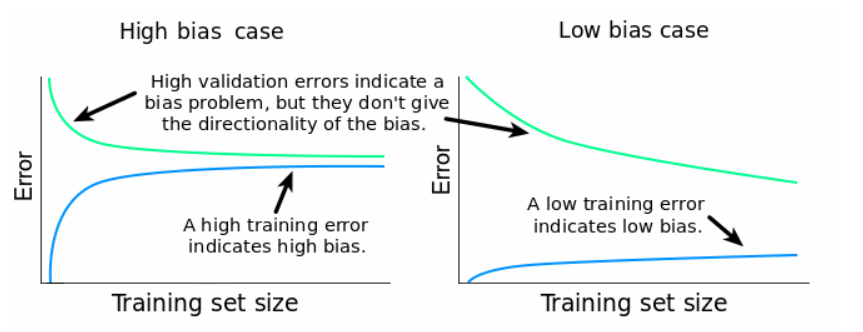 High bias case
Low bias case
High validation errors indicate a
bias problem, but they don't give
the directionality of the bias.
Error
A high training error
indicates high bias.
Training set size
Error
A low training error
indicates low bias.
Training set size